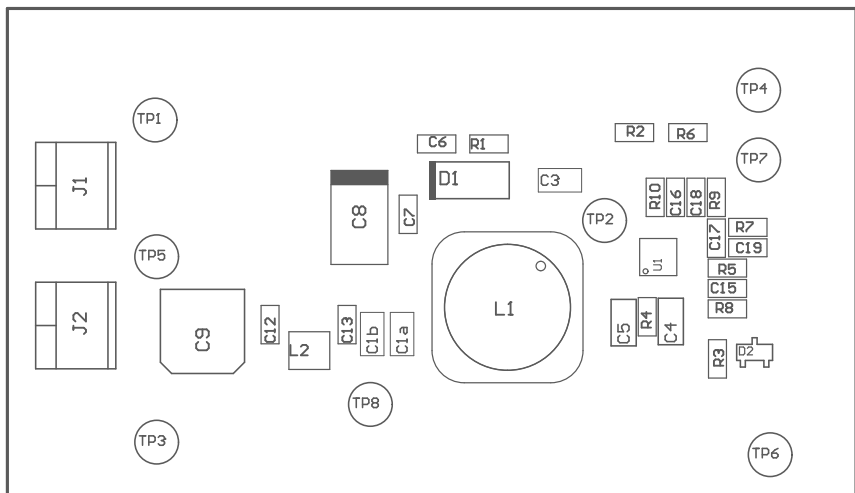 TP4
TP1
R2
R6
C6
R1
TP7
J1
D1
C3
R10
C16
C18
R9
C8
C7
TP2
C17
R7
C19
TP5
U1
R5
C15
R8
J2
C9
C12
L2
C13
C1b
C1a
L1
C5
R4
C4
R3
D2
TP8
TP3
TP6